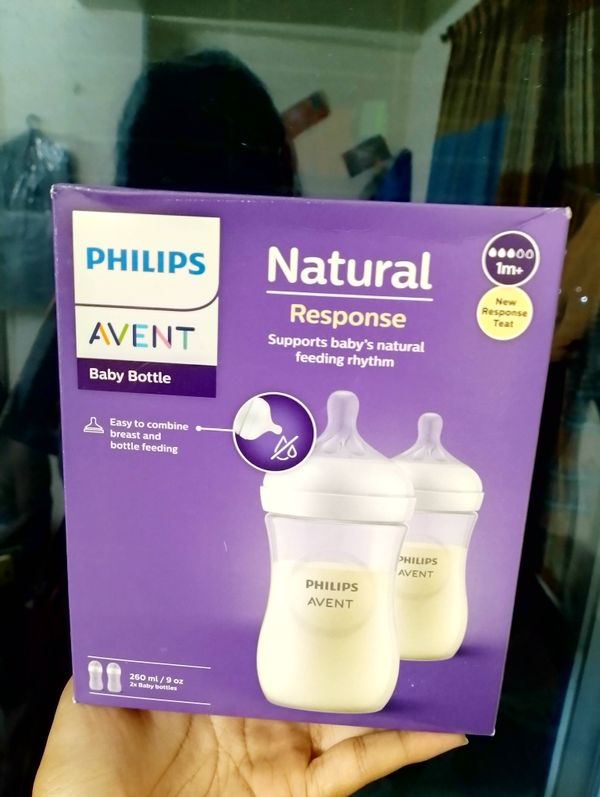 PHILIPS
AVENT
Baby Bottle
Natural
Response
Supports baby's natural
feeding rhythm
1m+
New
Response
Teat
Easy to combine
breast and
bottle feeding
PHILIPS
AVENT
PHILIPS
AVENT
260 ml / 9 oz
2x Baby bottles